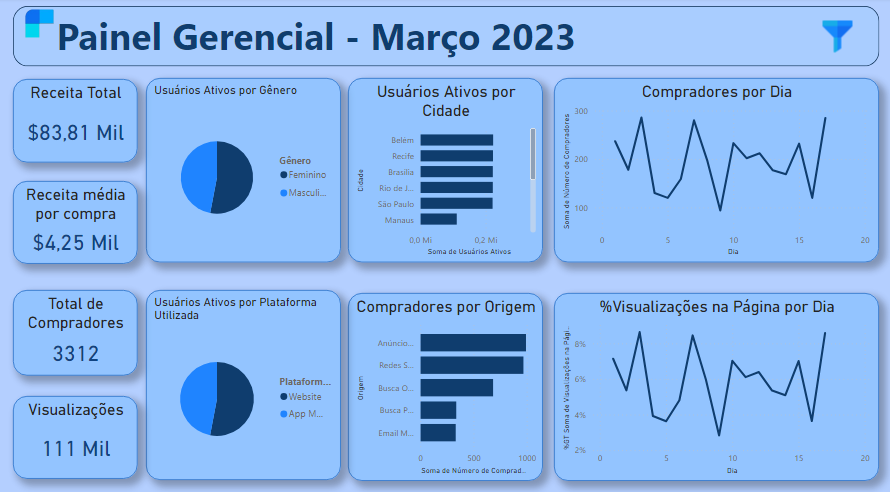 Painel Gerencial - Março 2023
Receita Total
$83,81 Mil
Receita média
por compra
$4,25 Mil
Total de
Compradores
3312
Visualizações
111 Mil
Usuários Ativos por Gênero
Gênero
Feminino
Masculi...
Usuários Ativos por
Cidade
Cidade
Belém
Recife
Brasília
Rio de J...
São Paulo
Manaus
0,0 Mi
0,2 Mi
Soma de Usuários Ativos
Compradores por Dia
Soma de Número de Compradores
300
200
100
0
5
10
15
20
Dia
Usuários Ativos por Plataforma
Utilizada
Plataform...
Website
App M...
Compradores por Origem
Origem
Anúncio...
Redes S...
Busca O...
Busca P...
Email M...
0
500
1000
Soma de Número de Comprad..
%Visualizações na Página por Dia
%GT Soma de Visualizações na Pági..
8%
6%
4%
2%
0
5
10
15
20
Dia